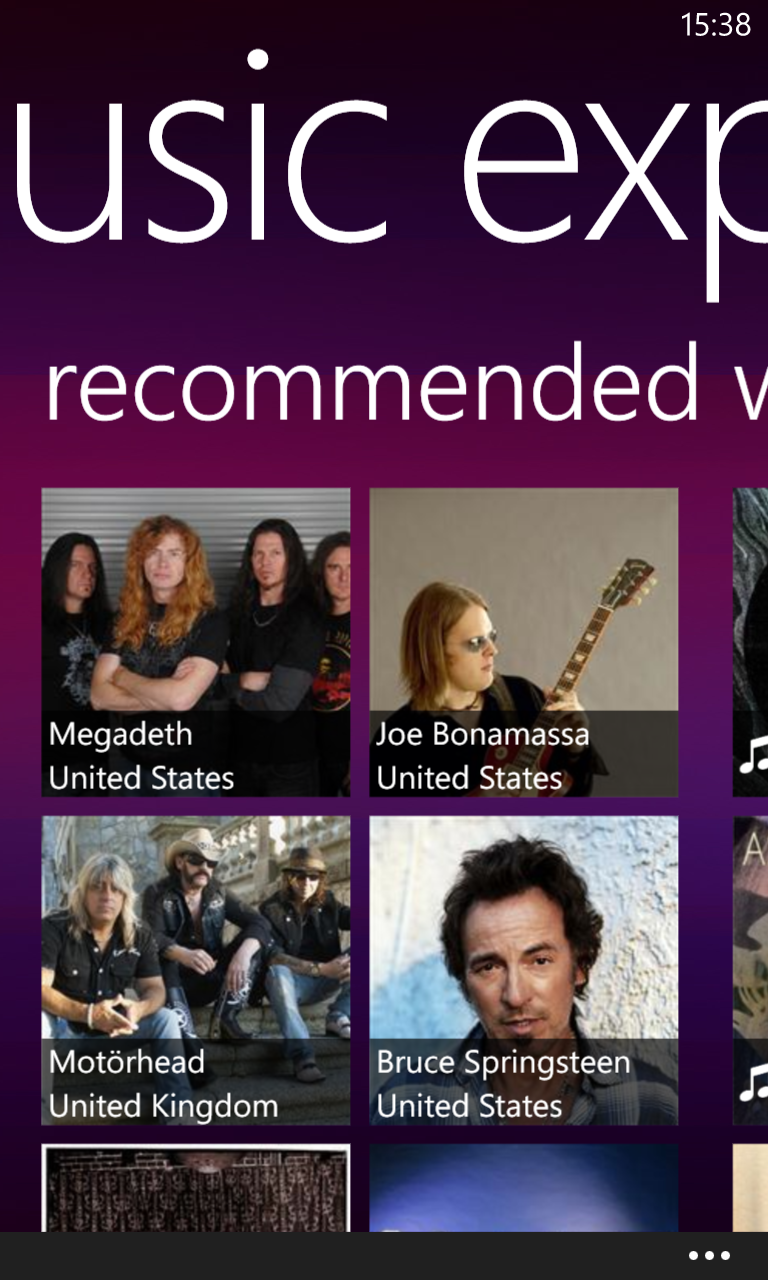 15:38
usic exp
recommended
Megadeth
United States
Joe Bonamassa
United States
Motörhead
United Kingdom
Bruce Springsteen
United States
A